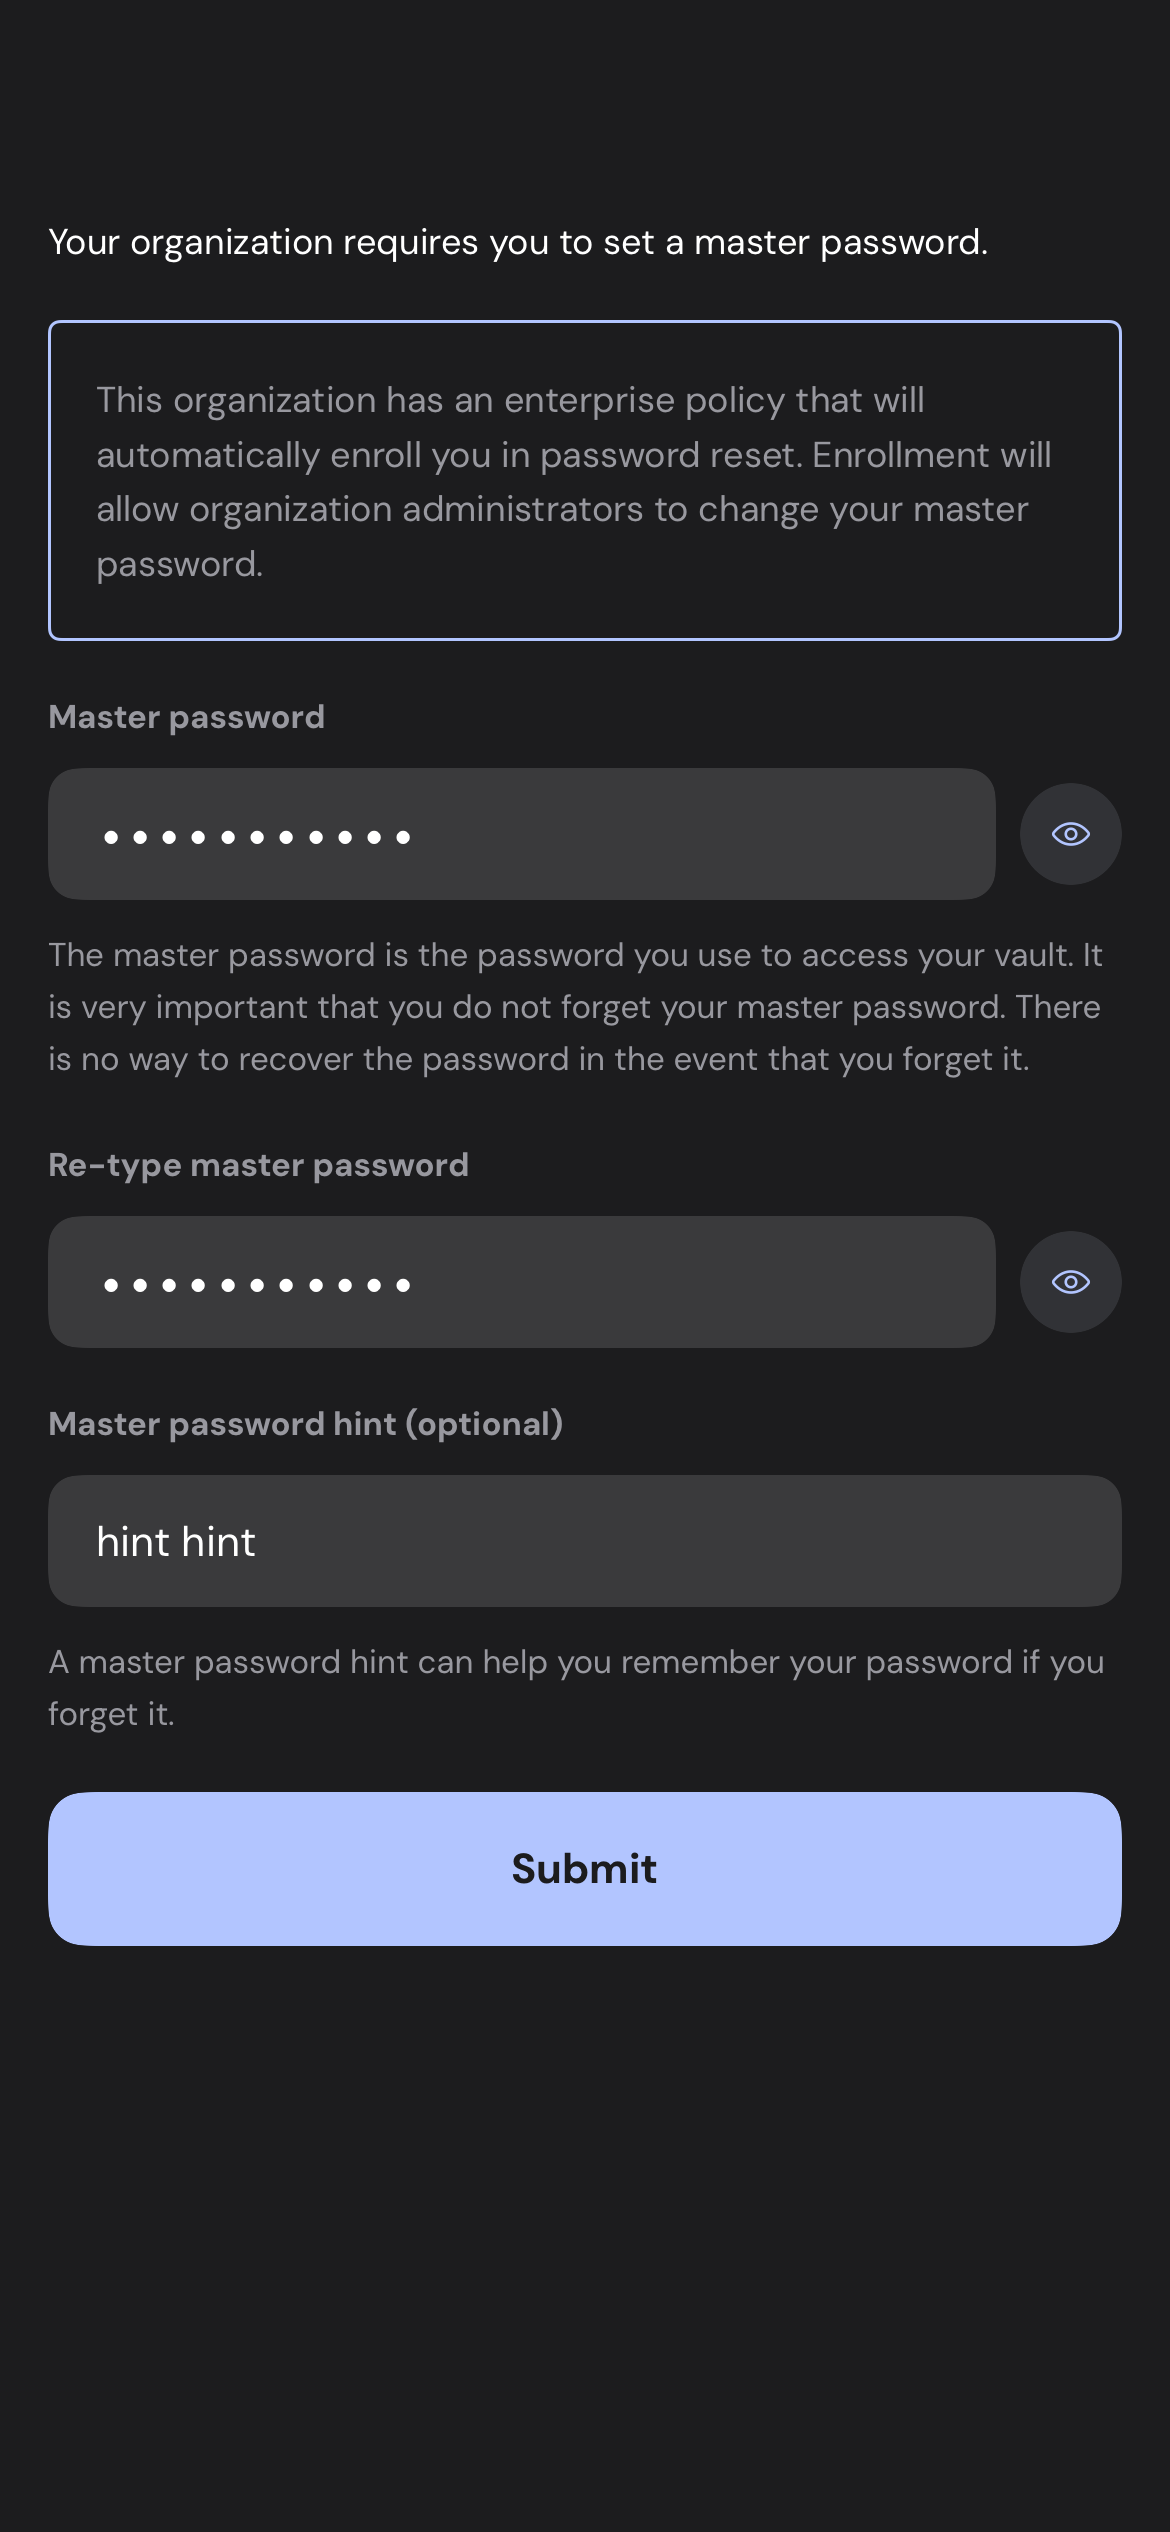 Your organization requires you to set a master password.
This organization has an enterprise policy that will
automatically enroll you in password reset. Enrollment will
allow organization administrators to change your master
password.
Master password
•••••••••••
The master password is the password you use to access your vault. It
is very important that you do not forget your master password. There
is no way to recover the password in the event that you forget it.
Re-type master password
•••••••••••
Master password hint (optional)
hint hint
A master password hint can help you remember your password if you
forget it.
Submit